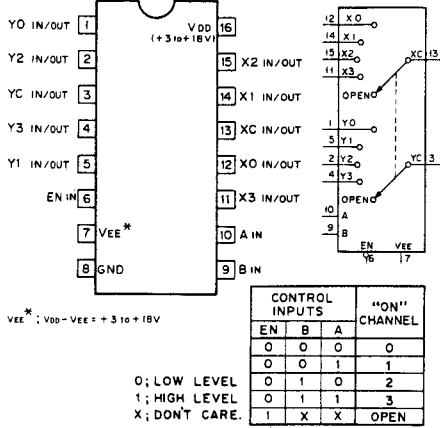 YO IN/OUT 1
Y2 IN/OUT 2
YC IN/OUT 3
Y3 IN/OUT 4
Y1 IN/OUT 5
EN IN 6
7 VEE*
8 GND
VDD 16
(+3 to +18V)
15 X2 IN/OUT
14 X1 IN/OUT
13 XC IN/OUT
12 XO IN/OUT
11 X3 IN/OUT
10 A IN
9 B IN
12 XO
14 X1
15 X2
11 X3
XC 13
OPEN
1 YO
5 Y1
2 Y2
4 Y3
YC 3
OPEN
10 A
9 B
EN VEE
6 7
VEE* ; VDD-VEE = +3 to +18V
CONTROL INPUTS "ON" CHANNEL
EN B A
0 0 0 0
0 0 1 1
0 1 0 2
0 1 1 3
1 X X OPEN
0; LOW LEVEL
1; HIGH LEVEL
X; DON'T CARE.